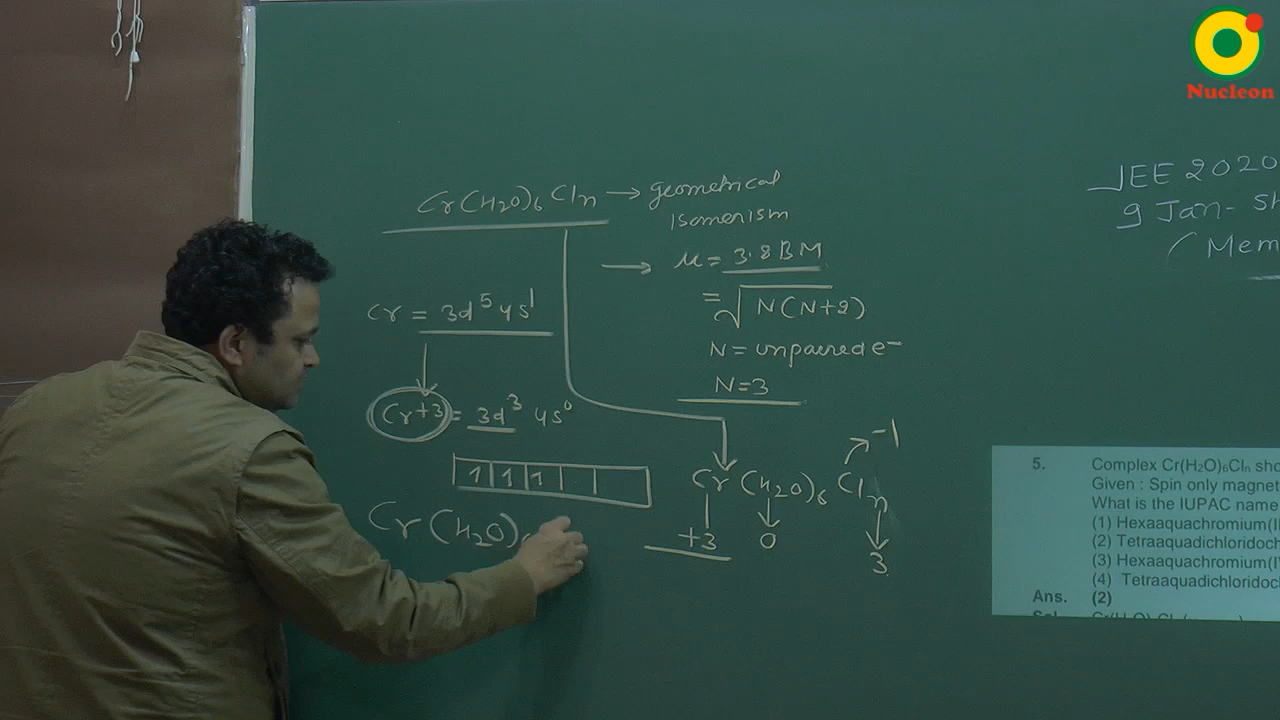 Nucleon
JEE 2020
9 Jan- Sh
(Mem
Cr(H2O)6Cln → geometrical
Isomerism
→ μ = 3.8 BM
= √N(N+2)
N = unpaired e−
N=3
Cr = 3d⁵ 4s¹
Cr+3 = 3d³ 4s⁰
1 1 1
Cr (H2O)
Cr (H2O)6 Cln
-1
+3 0 3
5. Complex Cr(H₂O)₆Clₙ sho
Given : Spin only magnet
What is the IUPAC name
(1) Hexaaquachromium(I
(2) Tetraaquadichloridoch
(3) Hexaaquachromium(I
(4) Tetraaquadichloridoc
Ans. (2)